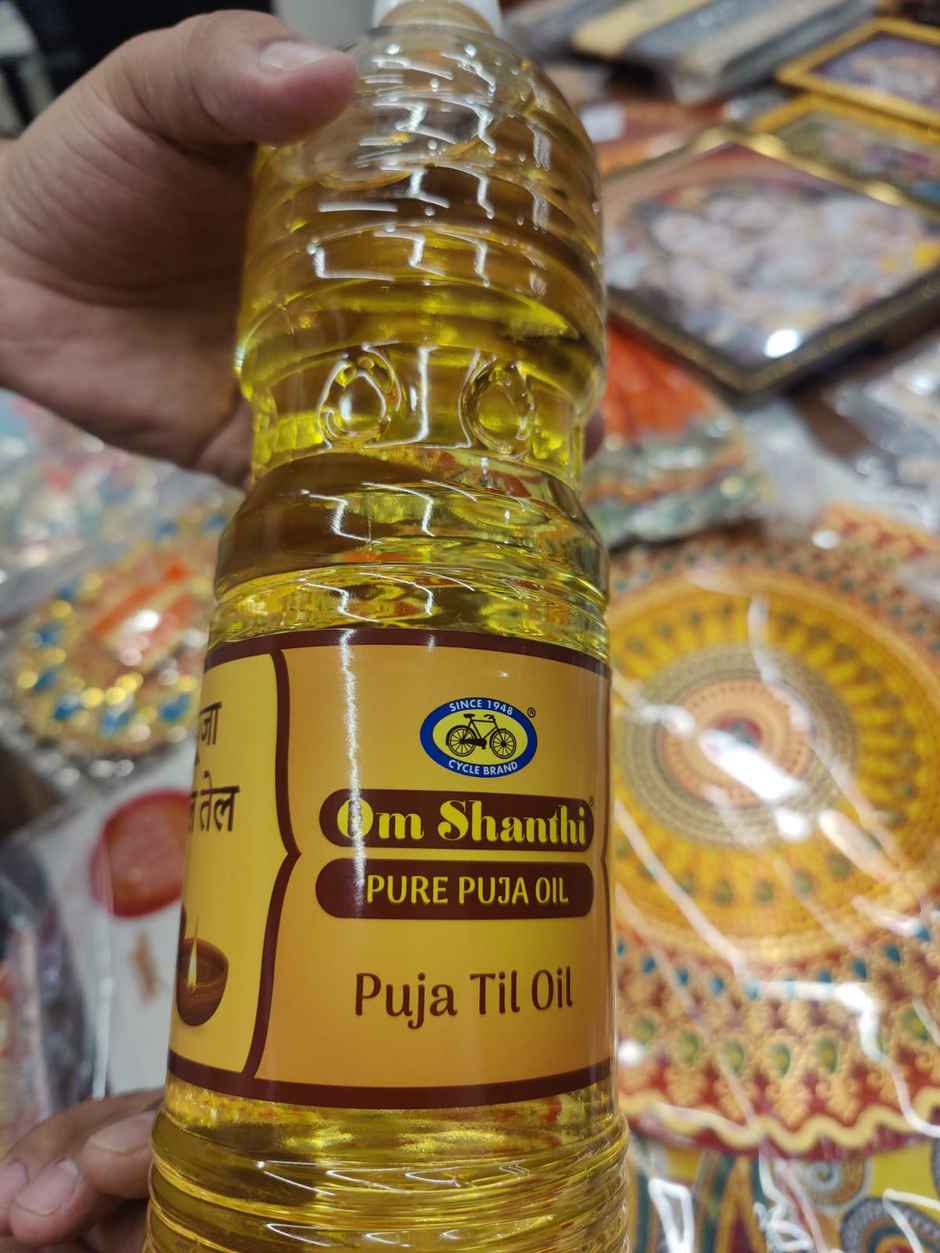 तेल
SINCE 1948
®
CYCLE BRAND
Om Shanthi®
PURE PUJA OIL
Puja Til Oil